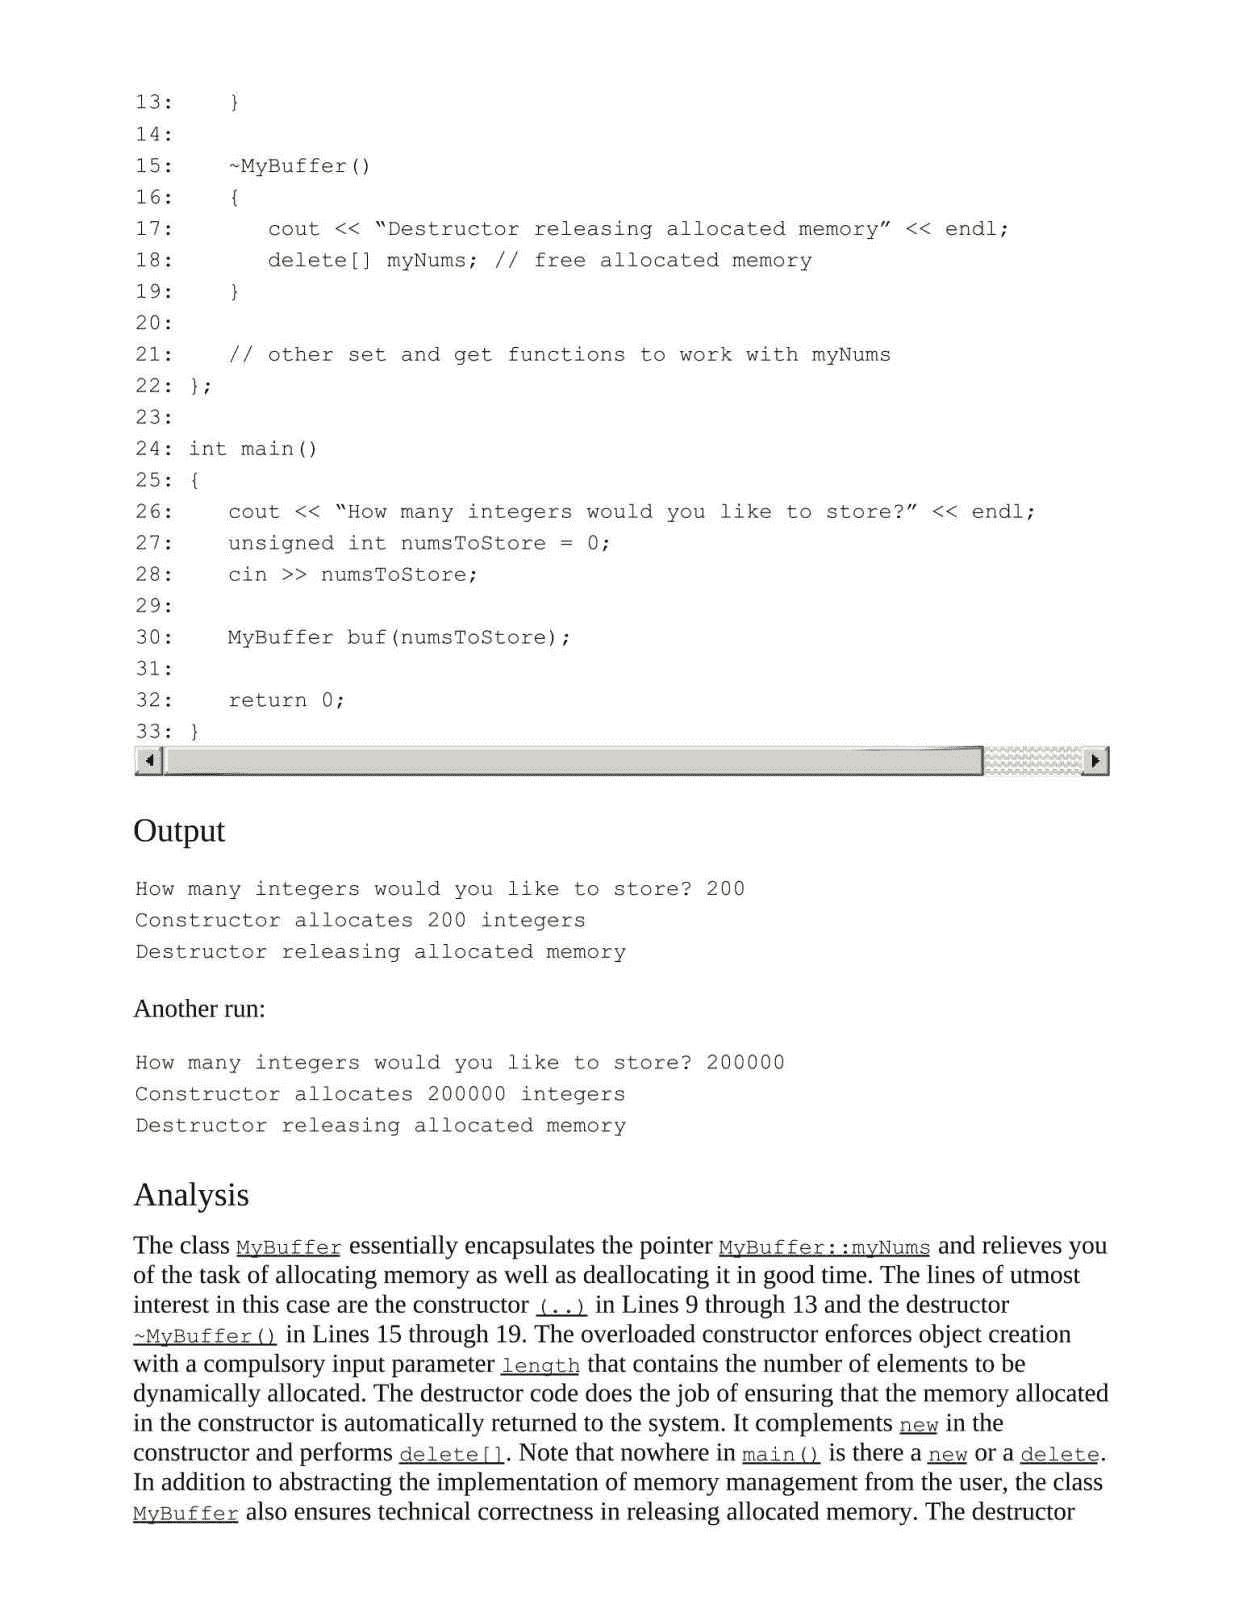 13:    }
14:
15:    ~MyBuffer()
16:    {
17:       cout << “Destructor releasing allocated memory” << endl;
18:       delete[] myNums; // free allocated memory
19:    }
20:
21:    // other set and get functions to work with myNums
22: };
23:
24: int main()
25: {
26:    cout << “How many integers would you like to store?” << endl;
27:    unsigned int numsToStore = 0;
28:    cin >> numsToStore;
29:
30:    MyBuffer buf(numsToStore);
31:
32:    return 0;
33: }
Output
How many integers would you like to store? 200
Constructor allocates 200 integers
Destructor releasing allocated memory
Another run:
How many integers would you like to store? 200000
Constructor allocates 200000 integers
Destructor releasing allocated memory
Analysis
The class MyBuffer essentially encapsulates the pointer MyBuffer::myNums and relieves you
of the task of allocating memory as well as deallocating it in good time. The lines of utmost
interest in this case are the constructor (..) in Lines 9 through 13 and the destructor
~MyBuffer() in Lines 15 through 19. The overloaded constructor enforces object creation
with a compulsory input parameter length that contains the number of elements to be
dynamically allocated. The destructor code does the job of ensuring that the memory allocated
in the constructor is automatically returned to the system. It complements new in the
constructor and performs delete[]. Note that nowhere in main() is there a new or a delete.
In addition to abstracting the implementation of memory management from the user, the class
MyBuffer also ensures technical correctness in releasing allocated memory. The destructor